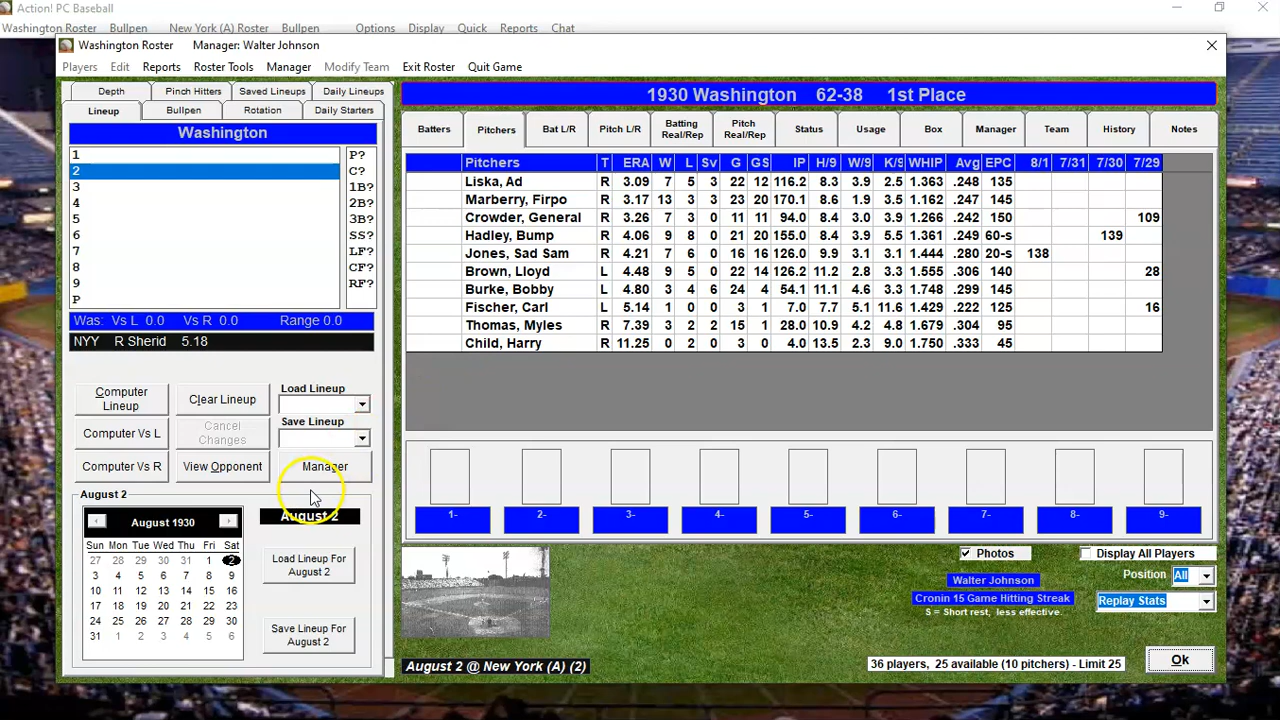 Action! PC Baseball
Washington Roster Bullpen New York (A) Roster Bullpen Options Display Quick Reports Chat
Washington Roster Manager: Walter Johnson
Players Edit Reports Roster Tools Manager Modify Team Exit Roster Quit Game
Depth Pinch Hitters Saved Lineups Daily Lineups
Lineup Bullpen Rotation Daily Starters
Washington
1 P?
2 C?
3 1B?
4 2B?
5 3B?
6 SS?
7 LF?
8 CF?
9 RF?
P
Was: Vs L 0.0 Vs R 0.0 Range 0.0
NYY R Sherid 5.18
Computer Lineup
Clear Lineup
Load Lineup
Computer Vs L
Cancel Changes
Save Lineup
Computer Vs R
View Opponent
Manager
August 2
August 1930
Sun Mon Tue Wed Thu Fri Sat
27 28 29 30 31 1 2
3 4 5 6 7 8 9
10 11 12 13 14 15 16
17 18 19 20 21 22 23
24 25 26 27 28 29 30
31 1 2 3 4 5 6
August 2
Load Lineup For August 2
Save Lineup For August 2
1930 Washington 62-38 1st Place
Batters Pitchers Bat L/R Pitch L/R Batting Real/Rep Pitch Real/Rep Status Usage Box Manager Team History Notes
Pitchers T ERA W L Sv G GS IP H/9 W/9 K/9 WHIP Avg EPC 8/1 7/31 7/30 7/29
Liska, Ad R 3.09 7 5 3 22 12 116.2 8.3 3.9 2.5 1.363 .248 135
Marberry, Firpo R 3.17 13 3 3 23 20 170.1 8.6 1.9 3.5 1.162 .247 145
Crowder, General R 3.26 7 3 0 11 11 94.0 8.4 3.0 3.9 1.266 .242 150 109
Hadley, Bump R 4.06 9 8 0 21 20 155.0 8.4 3.9 5.5 1.361 .249 60-s 139
Jones, Sad Sam R 4.21 7 6 0 16 16 126.0 9.9 3.1 3.1 1.444 .280 20-s 138
Brown, Lloyd L 4.48 9 5 0 22 14 126.2 11.2 2.8 3.3 1.555 .306 140 28
Burke, Bobby L 4.80 3 4 6 24 4 54.1 11.1 4.6 3.3 1.748 .299 145
Fischer, Carl L 5.14 1 0 0 3 1 7.0 7.7 5.1 11.6 1.429 .222 125 16
Thomas, Myles R 7.39 3 2 2 15 1 28.0 10.9 4.2 4.8 1.679 .304 95
Child, Harry R 11.25 0 2 0 3 0 4.0 13.5 2.3 9.0 1.750 .333 45
1- 2- 3- 4- 5- 6- 7- 8- 9-
Photos Display All Players
Walter Johnson Position All
Cronin 15 Game Hitting Streak Replay Stats
S = Short rest, less effective.
August 2 @ New York (A) (2)
36 players, 25 available (10 pitchers) - Limit 25
Ok